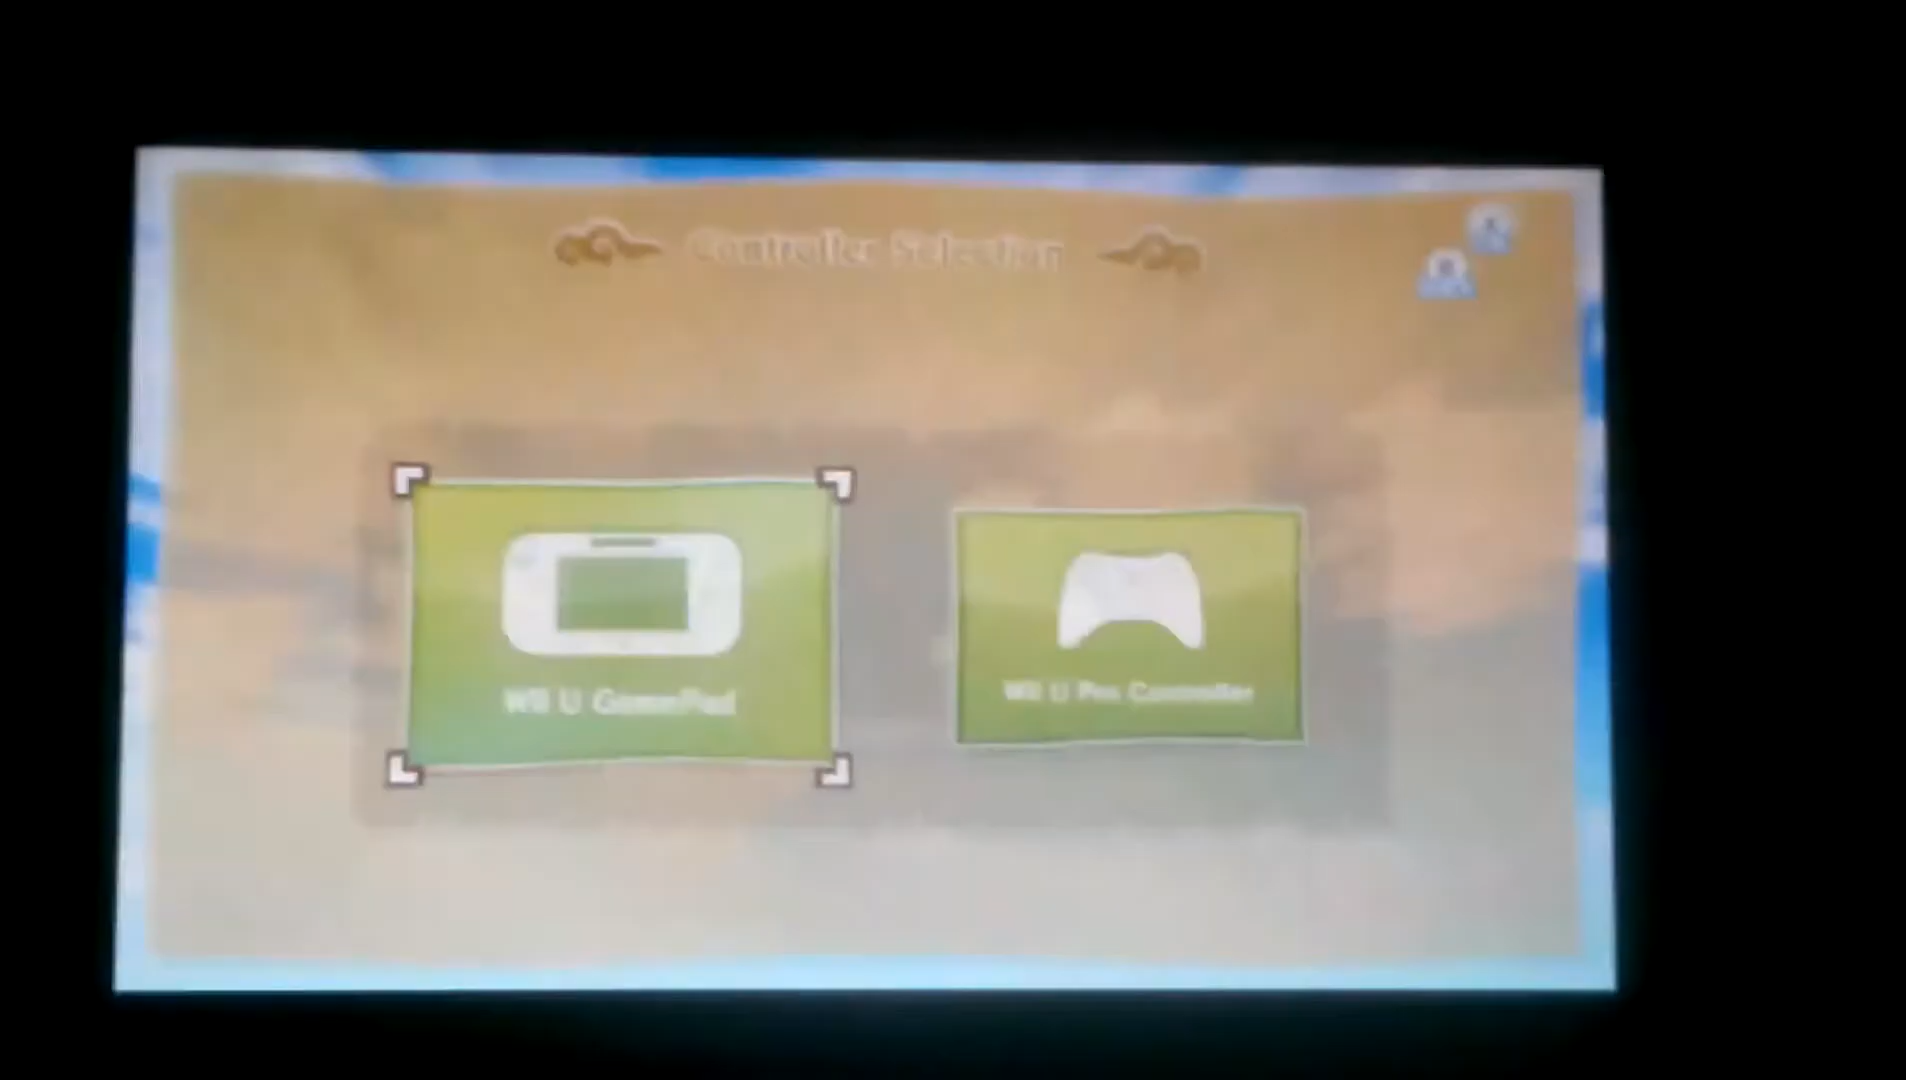 Controller Selection
Wii U GamePad
Wii U Pro Controller